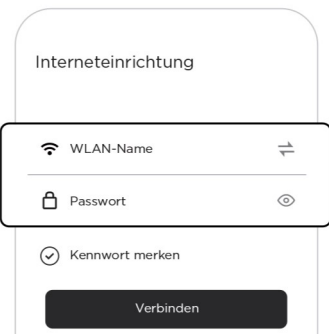 Interneteinrichtung
WLAN-Name
Passwort
Kennwort merken
Verbinden